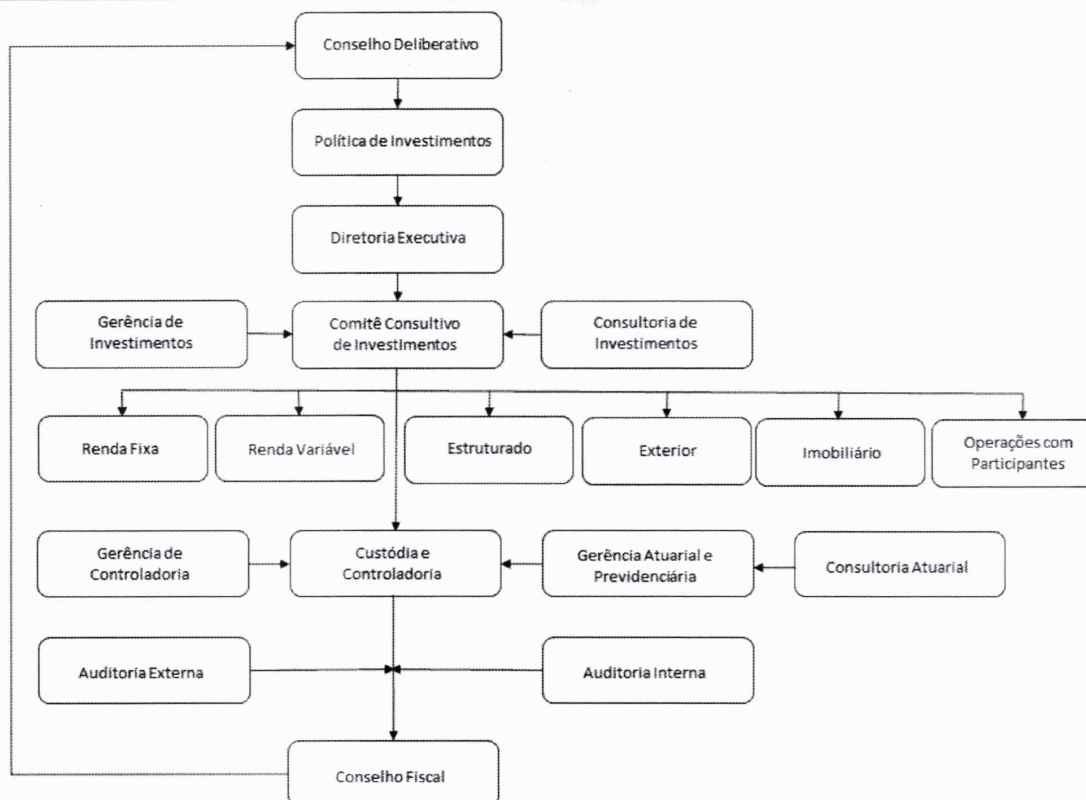 Conselho Deliberativo
Política de Investimentos
Diretoria Executiva
Gerência de
Investimentos
Comitê Consultivo
de Investimentos
Consultoria de
Investimentos
Renda Fixa
Renda Variável
Estruturado
Exterior
Imobiliário
Operações com
Participantes
Gerência de
Controladoria
Custódia e
Controladoria
Gerência Atuarial e
Previdenciária
Consultoria Atuarial
Auditoria Externa
Auditoria Interna
Conselho Fiscal